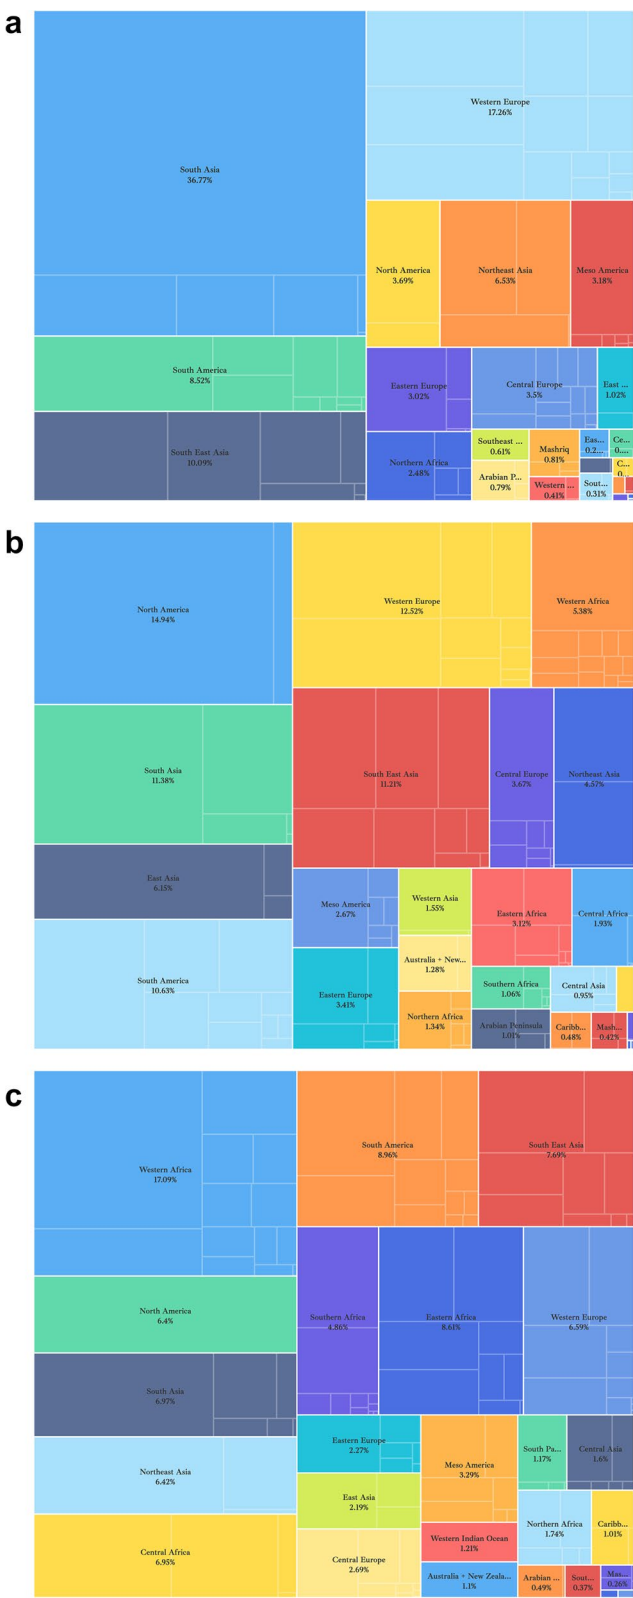 a
South Asia
36.77%
Western Europe
17.26%
North America
3.69%
Northeast Asia
6.53%
Meso America
3.18%
South America
8.52%
South East Asia
10.09%
Eastern Europe
3.02%
Central Europe
3.5%
East ...
1.02%
Northern Africa
2.48%
Southeast ...
0.61%
Mashriq
0.81%
Eas...
0.2...
Ce...
0....
Arabian P...
0.79%
Western ...
0.41%
Sout...
0.31%
C...
0...
b
North America
14.94%
Western Europe
12.52%
Western Africa
5.38%
South Asia
11.38%
South East Asia
11.21%
Central Europe
3.67%
Northeast Asia
4.57%
East Asia
6.15%
South America
10.63%
Meso America
2.67%
Western Asia
1.55%
Eastern Africa
3.12%
Central Africa
1.93%
Eastern Europe
3.41%
Australia + New...
1.28%
Northern Africa
1.34%
Southern Africa
1.06%
Central Asia
0.95%
Arabian Peninsula
1.01%
Caribb...
0.48%
Mash...
0.42%
c
Western Africa
17.09%
South America
8.96%
South East Asia
7.69%
North America
6.4%
Southern Africa
4.86%
Eastern Africa
8.61%
Western Europe
6.59%
South Asia
6.97%
Northeast Asia
6.42%
Central Africa
6.95%
Eastern Europe
2.27%
East Asia
2.19%
Central Europe
2.69%
Meso America
3.29%
South Pa...
1.17%
Central Asia
1.6%
Western Indian Ocean
1.21%
Northern Africa
1.74%
Caribb...
1.01%
Australia + New Zeala...
1.1%
Arabian ...
0.49%
Sout...
0.37%
Mas...
0.26%